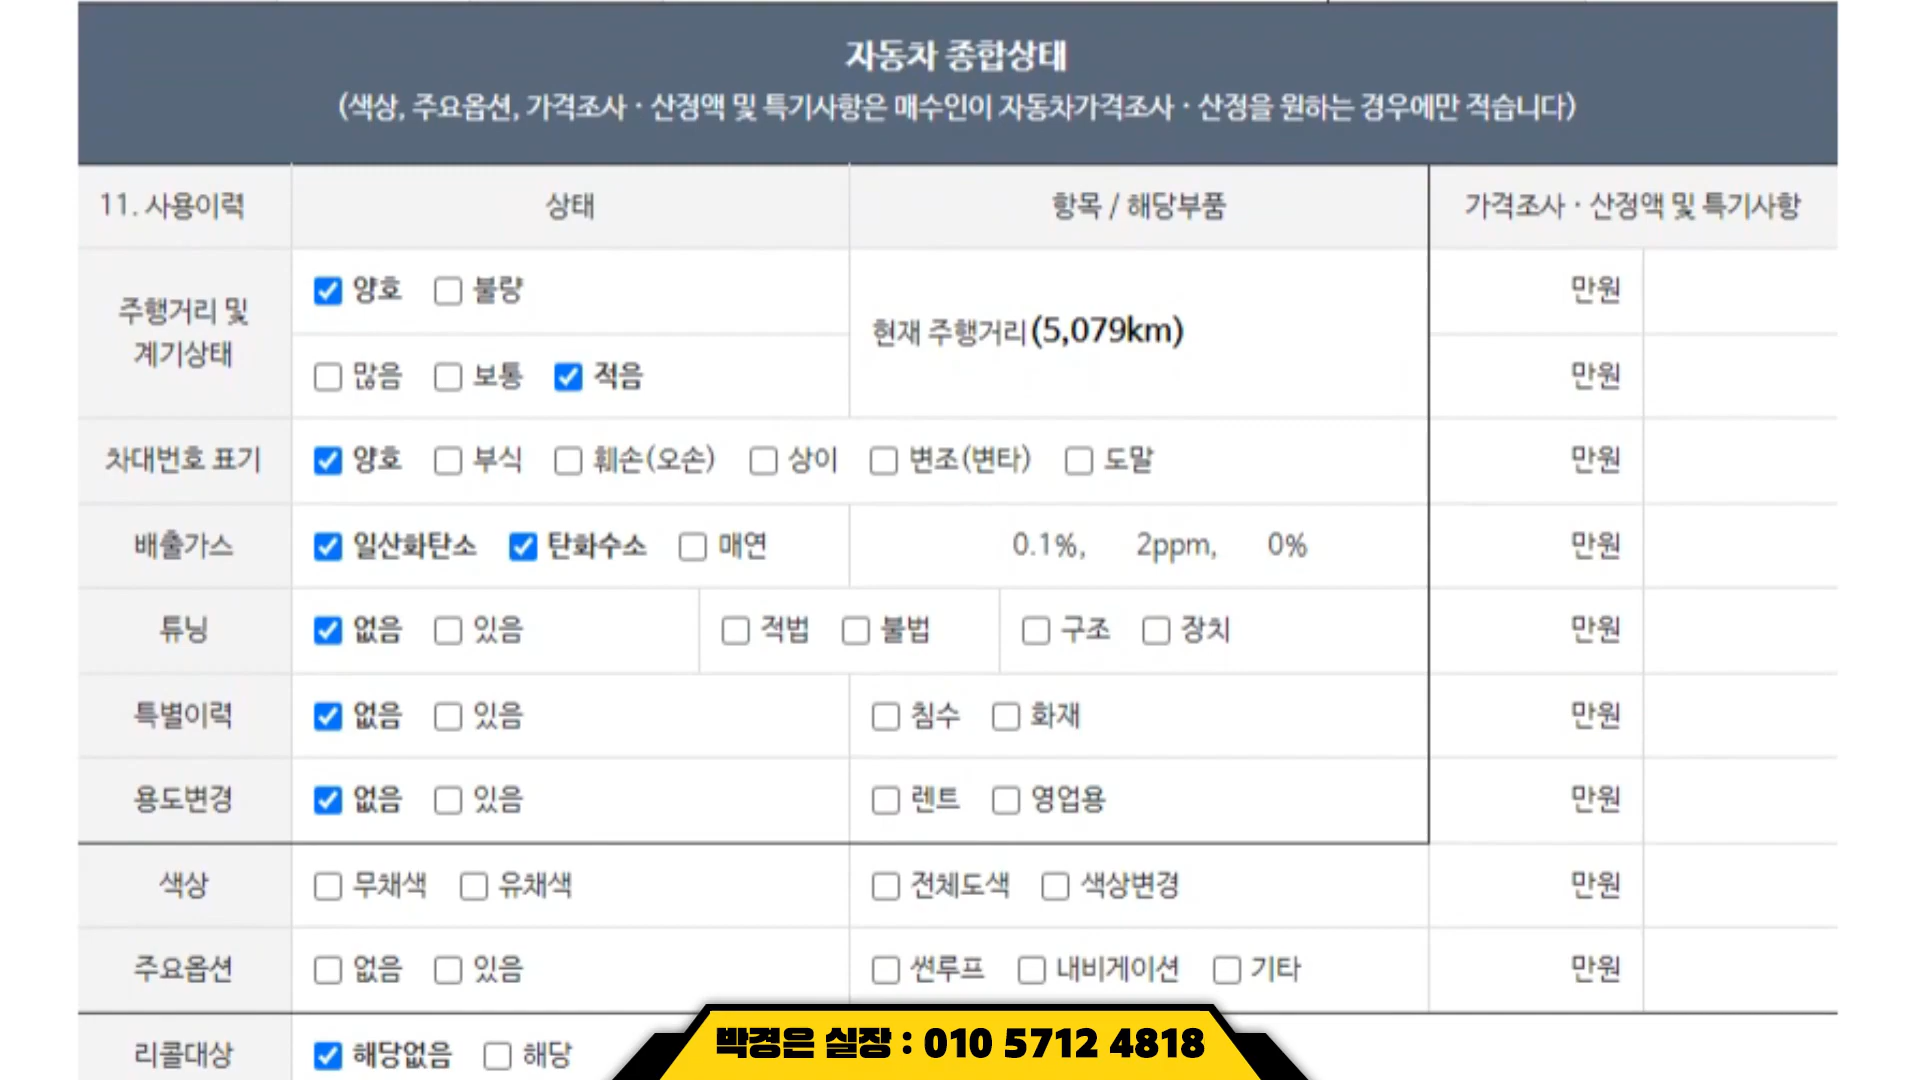 자동차 종합상태
(색상, 주요옵션, 가격조사 · 산정액 및 특기사항은 매수인이 자동차가격조사 · 산정을 원하는 경우에만 적습니다)
11. 사용이력 상태 항목 / 해당부품 가격조사 · 산정액 및 특기사항
주행거리 및 계기상태
양호 불량 만원
현재 주행거리 (5,079km)
많음 보통 적음 만원
차대번호 표기 양호 부식 훼손(오손) 상이 변조(변타) 도말 만원
배출가스 일산화탄소 탄화수소 매연 0.1%, 2ppm, 0% 만원
튜닝 없음 있음 적법 불법 구조 장치 만원
특별이력 없음 있음 침수 화재 만원
용도변경 없음 있음 렌트 영업용 만원
색상 무채색 유채색 전체도색 색상변경 만원
주요옵션 없음 있음 썬루프 내비게이션 기타 만원
리콜대상 해당없음 해당
박경은 실장 : 010 5712 4818